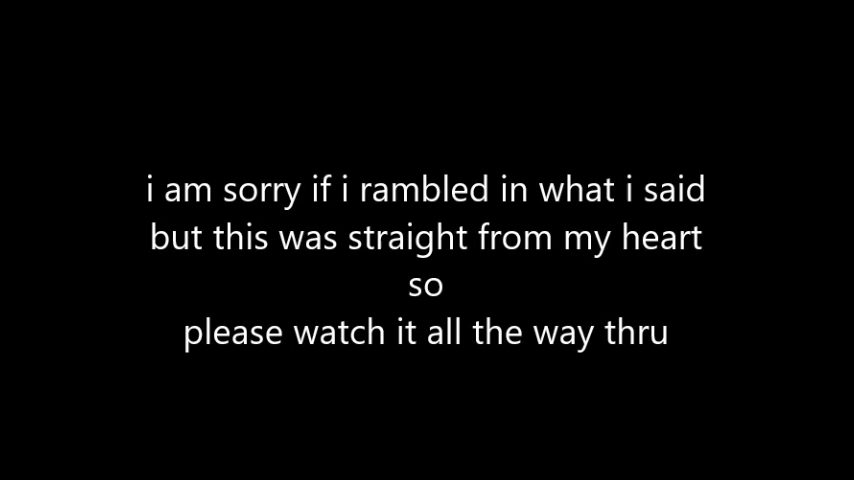 i am sorry if i rambled in what i said
but this was straight from my heart
so
please watch it all the way thru